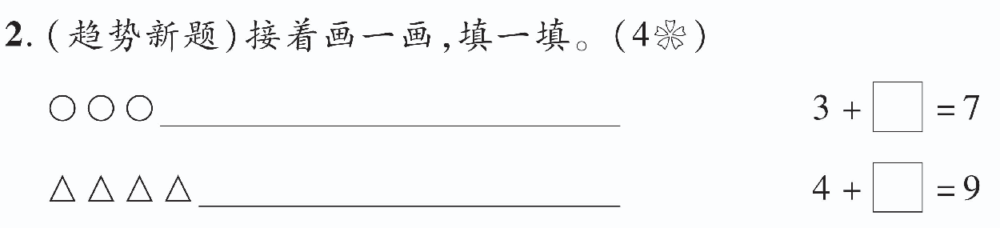 2. (趋势新题)接着画一画,填一填。(4❀)
○○○ 3 + □ = 7
△△△△ 4 + □ = 9